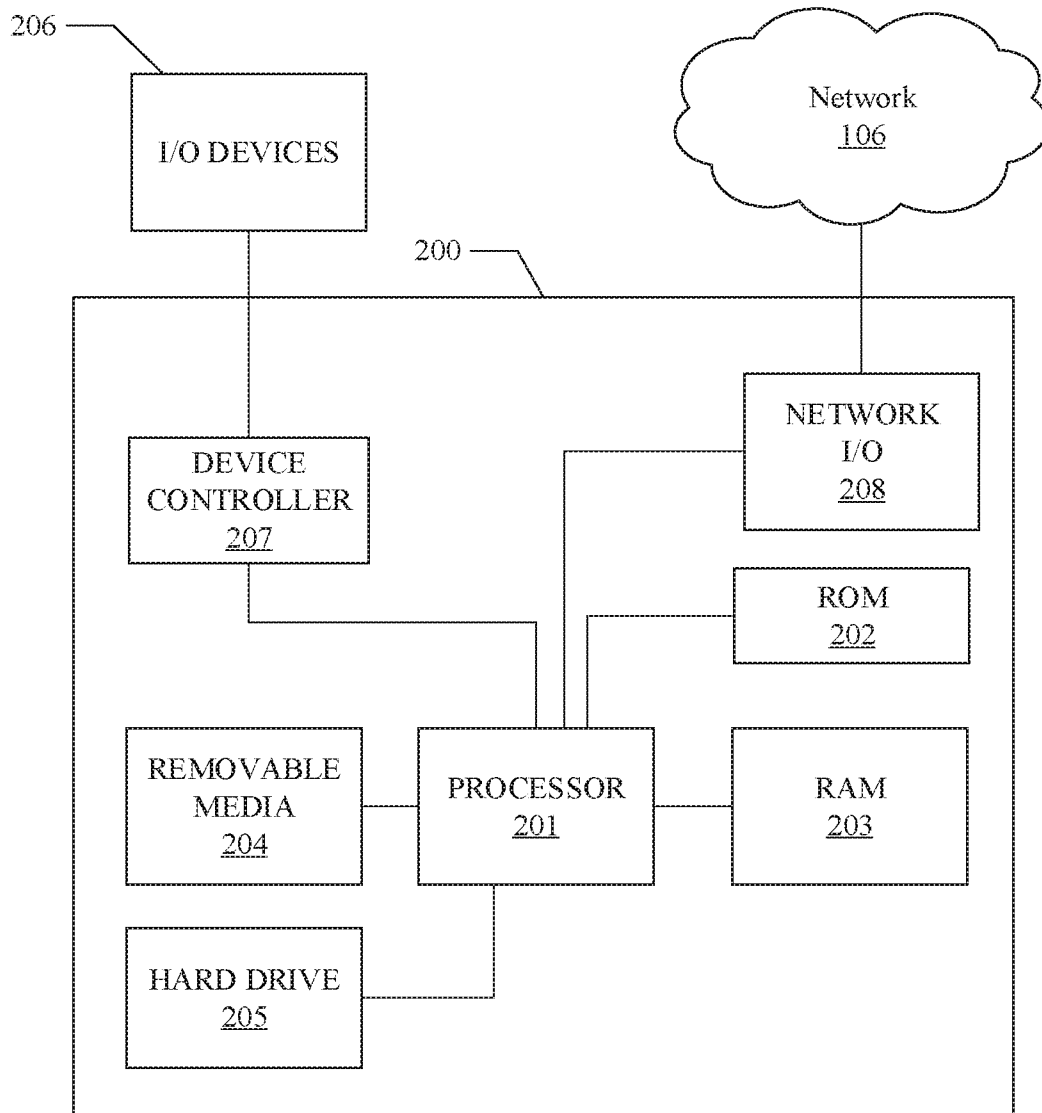 206
I/O DEVICES
Network
106
200
NETWORK
I/O
208
DEVICE
CONTROLLER
207
ROM
202
REMOVABLE
MEDIA
204
PROCESSOR
201
RAM
203
HARD DRIVE
205